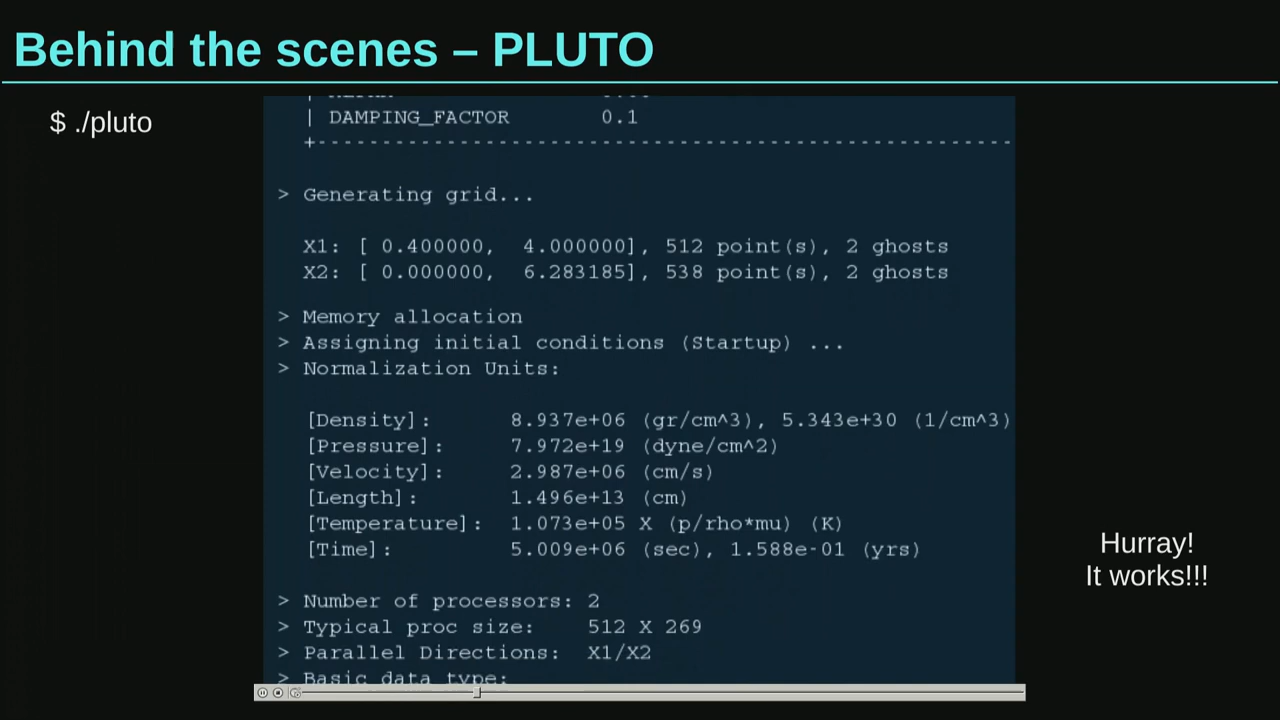 Behind the scenes – PLUTO
$ ./pluto
| DAMPING_FACTOR 0.1
+------------------------------------------------------
> Generating grid...
X1: [ 0.400000, 4.000000], 512 point(s), 2 ghosts
X2: [ 0.000000, 6.283185], 538 point(s), 2 ghosts
> Memory allocation
> Assigning initial conditions (Startup) ...
> Normalization Units:
[Density]: 8.937e+06 (gr/cm^3), 5.343e+30 (1/cm^3)
[Pressure]: 7.972e+19 (dyne/cm^2)
[Velocity]: 2.987e+06 (cm/s)
[Length]: 1.496e+13 (cm)
[Temperature]: 1.073e+05 X (p/rho*mu) (K)
[Time]: 5.009e+06 (sec), 1.588e-01 (yrs)
> Number of processors: 2
> Typical proc size: 512 X 269
> Parallel Directions: X1/X2
> Basic data type:
Hurray!
It works!!!